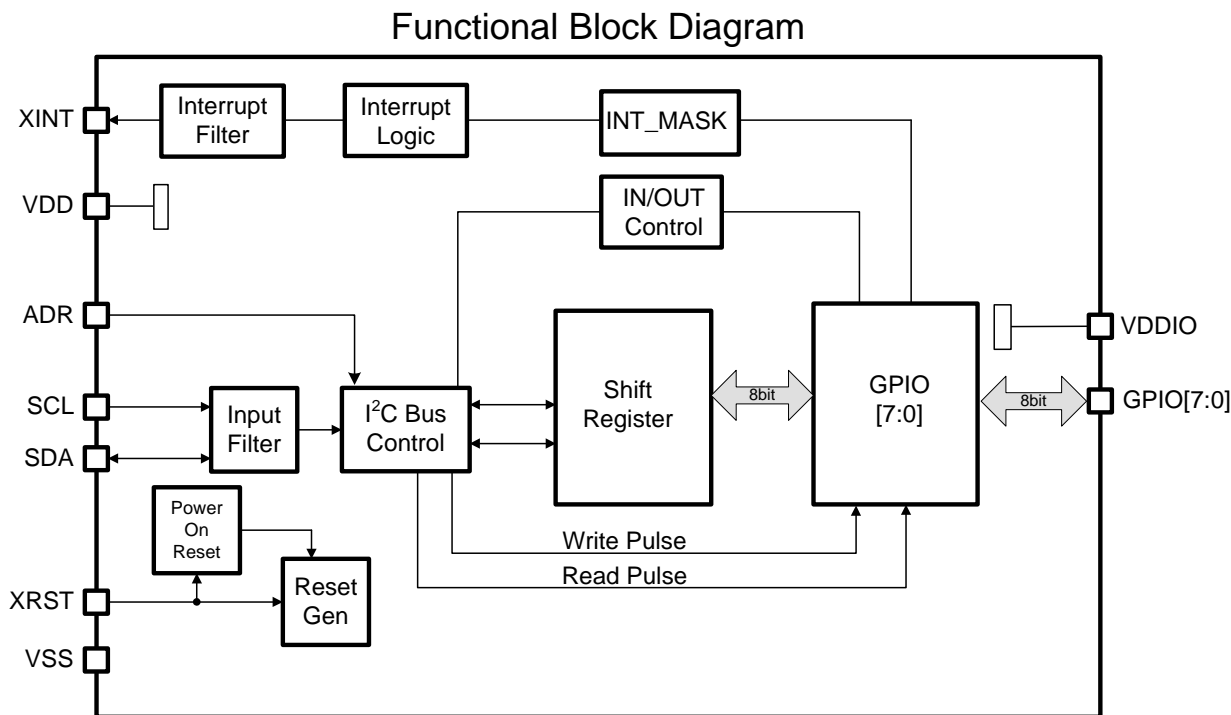 Functional Block Diagram
XINT
Interrupt
Filter
Interrupt
Logic
INT_MASK
VDD
IN/OUT
Control
ADR
VDDIO
SCL
Input
Filter
I²C Bus
Control
Shift
Register
8bit
GPIO
[7:0]
8bit
GPIO[7:0]
SDA
Power
On
Reset
Write Pulse
Read Pulse
XRST
Reset
Gen
VSS